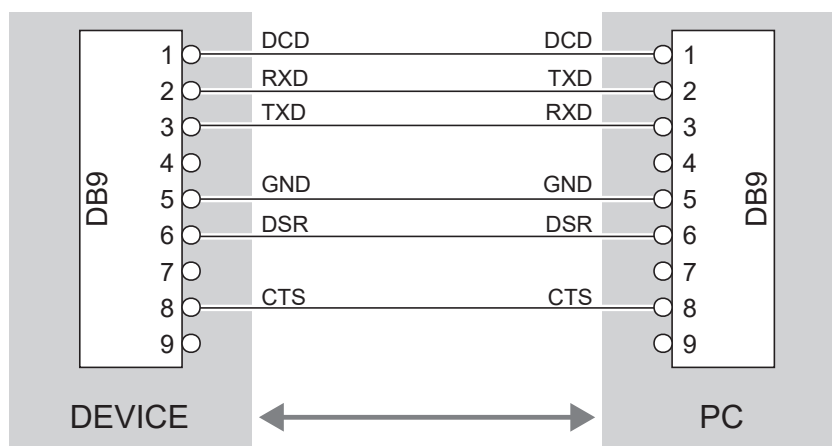 1 DCD DCD 1
2 RXD TXD 2
3 TXD RXD 3
4 4
DB9 5 GND GND 5 DB9
6 DSR DSR 6
7 7
8 CTS CTS 8
9 9
DEVICE PC